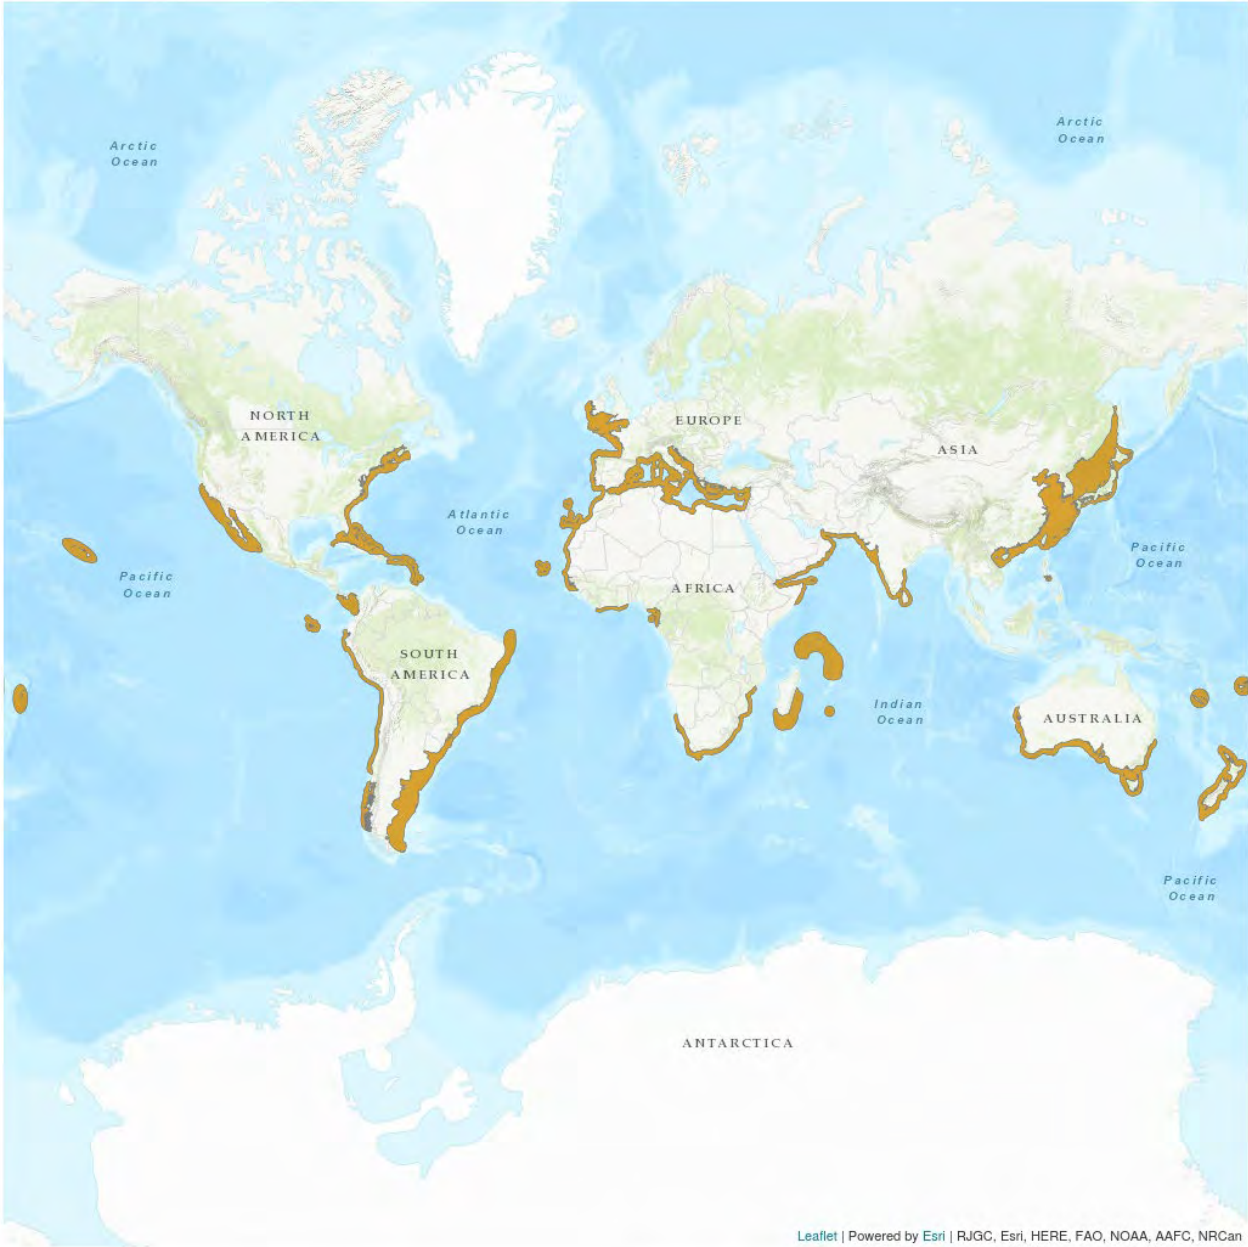 Arctic
Ocean
Arctic
Ocean
NORTH
AMERICA
EUROPE
ASIA
Atlantic
Ocean
Pacific
Ocean
Pacific
Ocean
AFRICA
SOUTH
AMERICA
Indian
Ocean
AUSTRALIA
Pacific
Ocean
ANTARCTICA
Leaflet | Powered by Esri | RJGC, Esri, HERE, FAO, NOAA, AAFC, NRCan